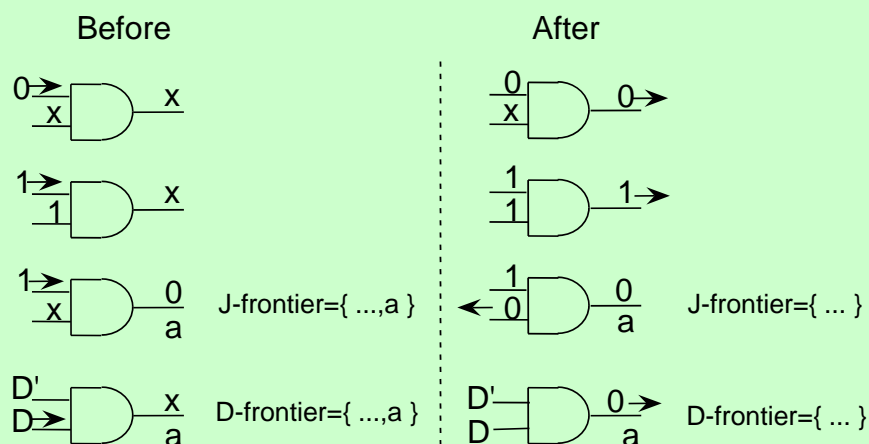 Before After
0 x 0 0
x x
1 x 1 1
1 1
1 0 J-frontier={ ...,a } 1 0 J-frontier={ ... }
x a 0 a
D' x D-frontier={ ...,a } D' 0 D-frontier={ ... }
D a D a